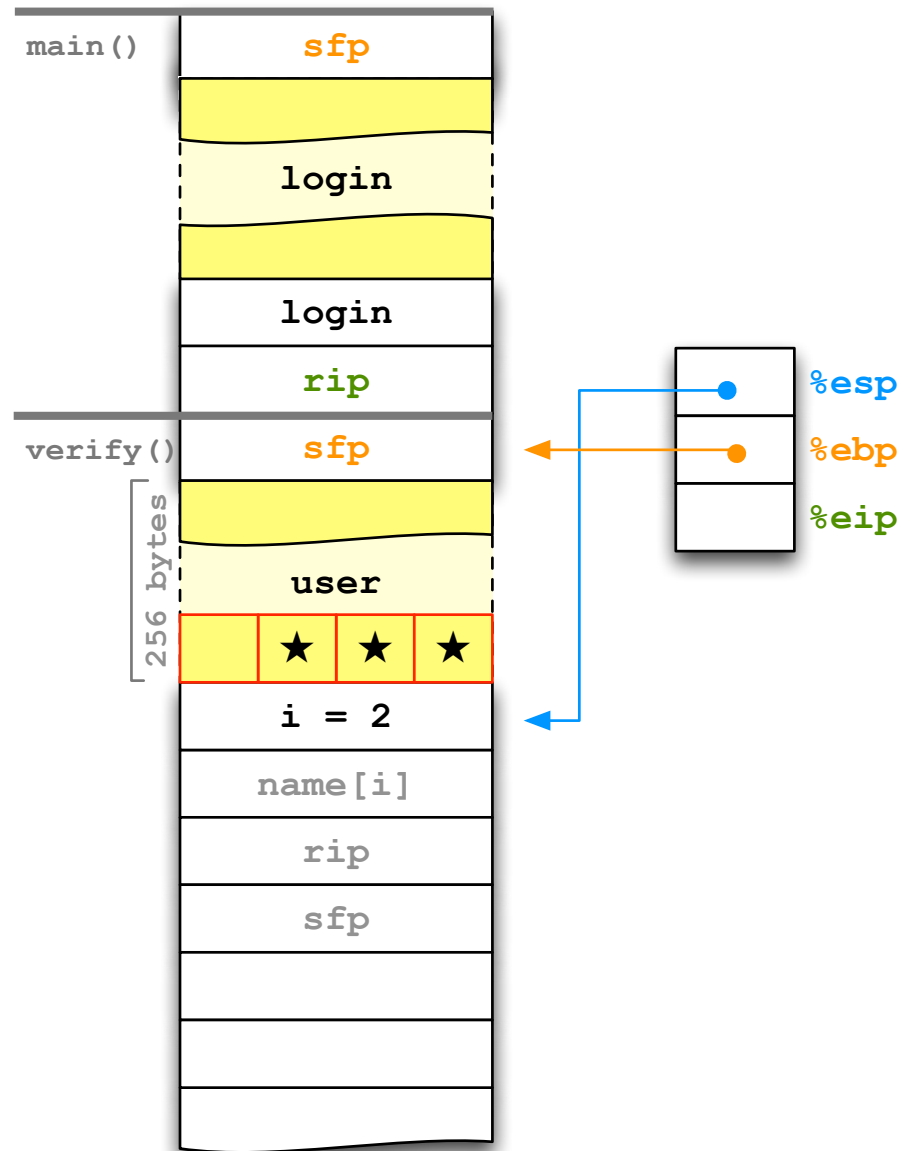 main()
sfp
login
login
rip
%esp
verify()
sfp
%ebp
%eip
256 bytes
user
★ ★ ★
i = 2
name[i]
rip
sfp